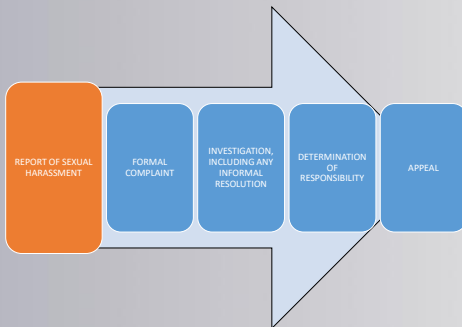 REPORT OF SEXUAL
HARASSMENT
FORMAL
COMPLAINT
INVESTIGATION,
INCLUDING ANY
INFORMAL
RESOLUTION
DETERMINATION
OF
RESPONSIBILITY
APPEAL